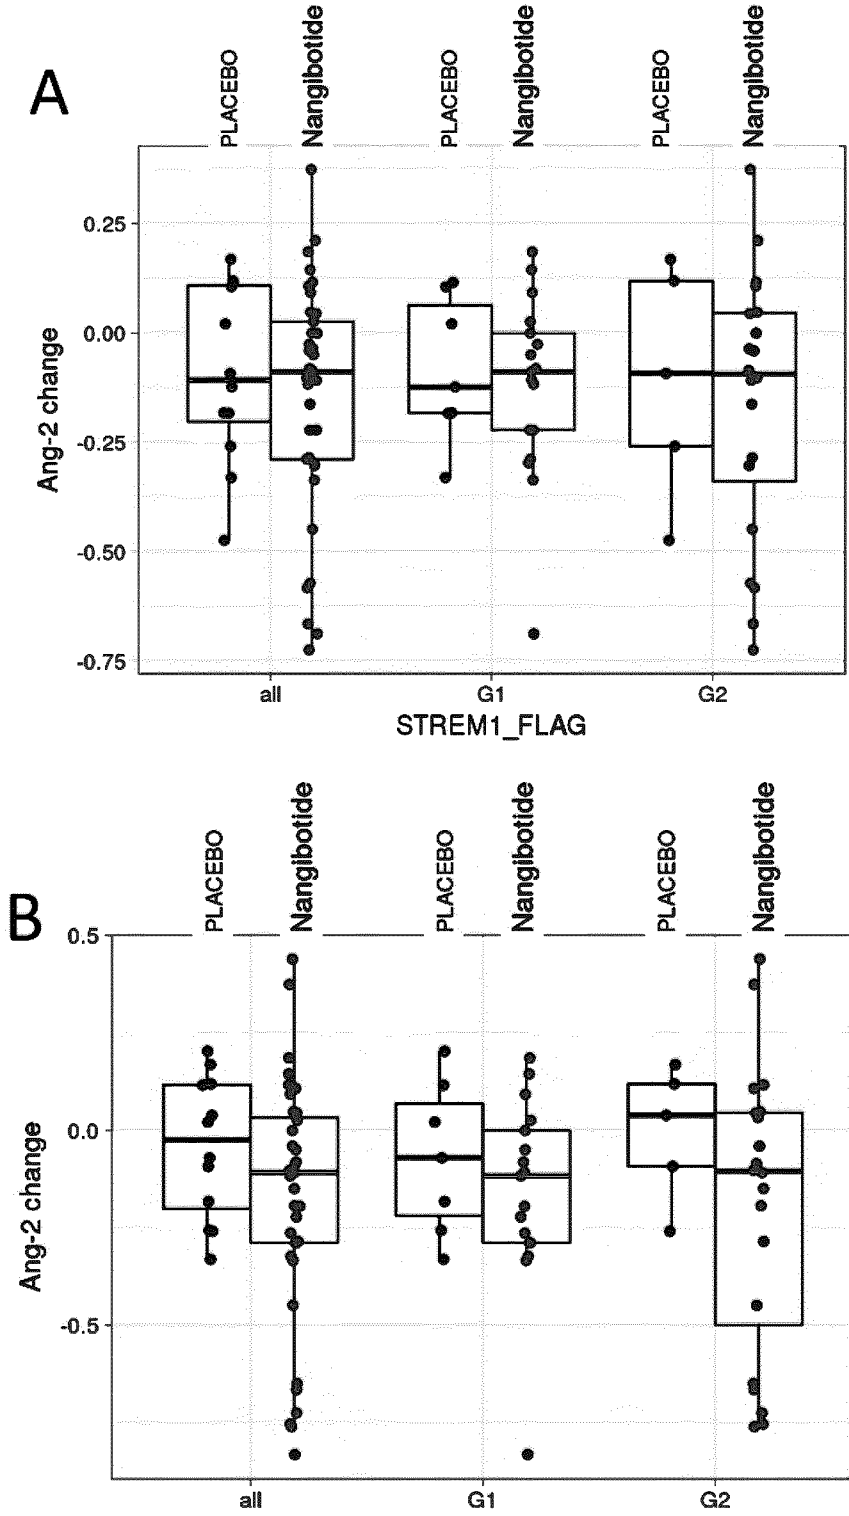 A
PLACEBO
Nangibotide
PLACEBO
Nangibotide
PLACEBO
Nangibotide
0.25
0.00
-0.25
-0.50
-0.75
Ang-2 change
all G1 G2
STREM1_FLAG
B
PLACEBO
Nangibotide
PLACEBO
Nangibotide
PLACEBO
Nangibotide
0.5
0.0
-0.5
Ang-2 change
all G1 G2